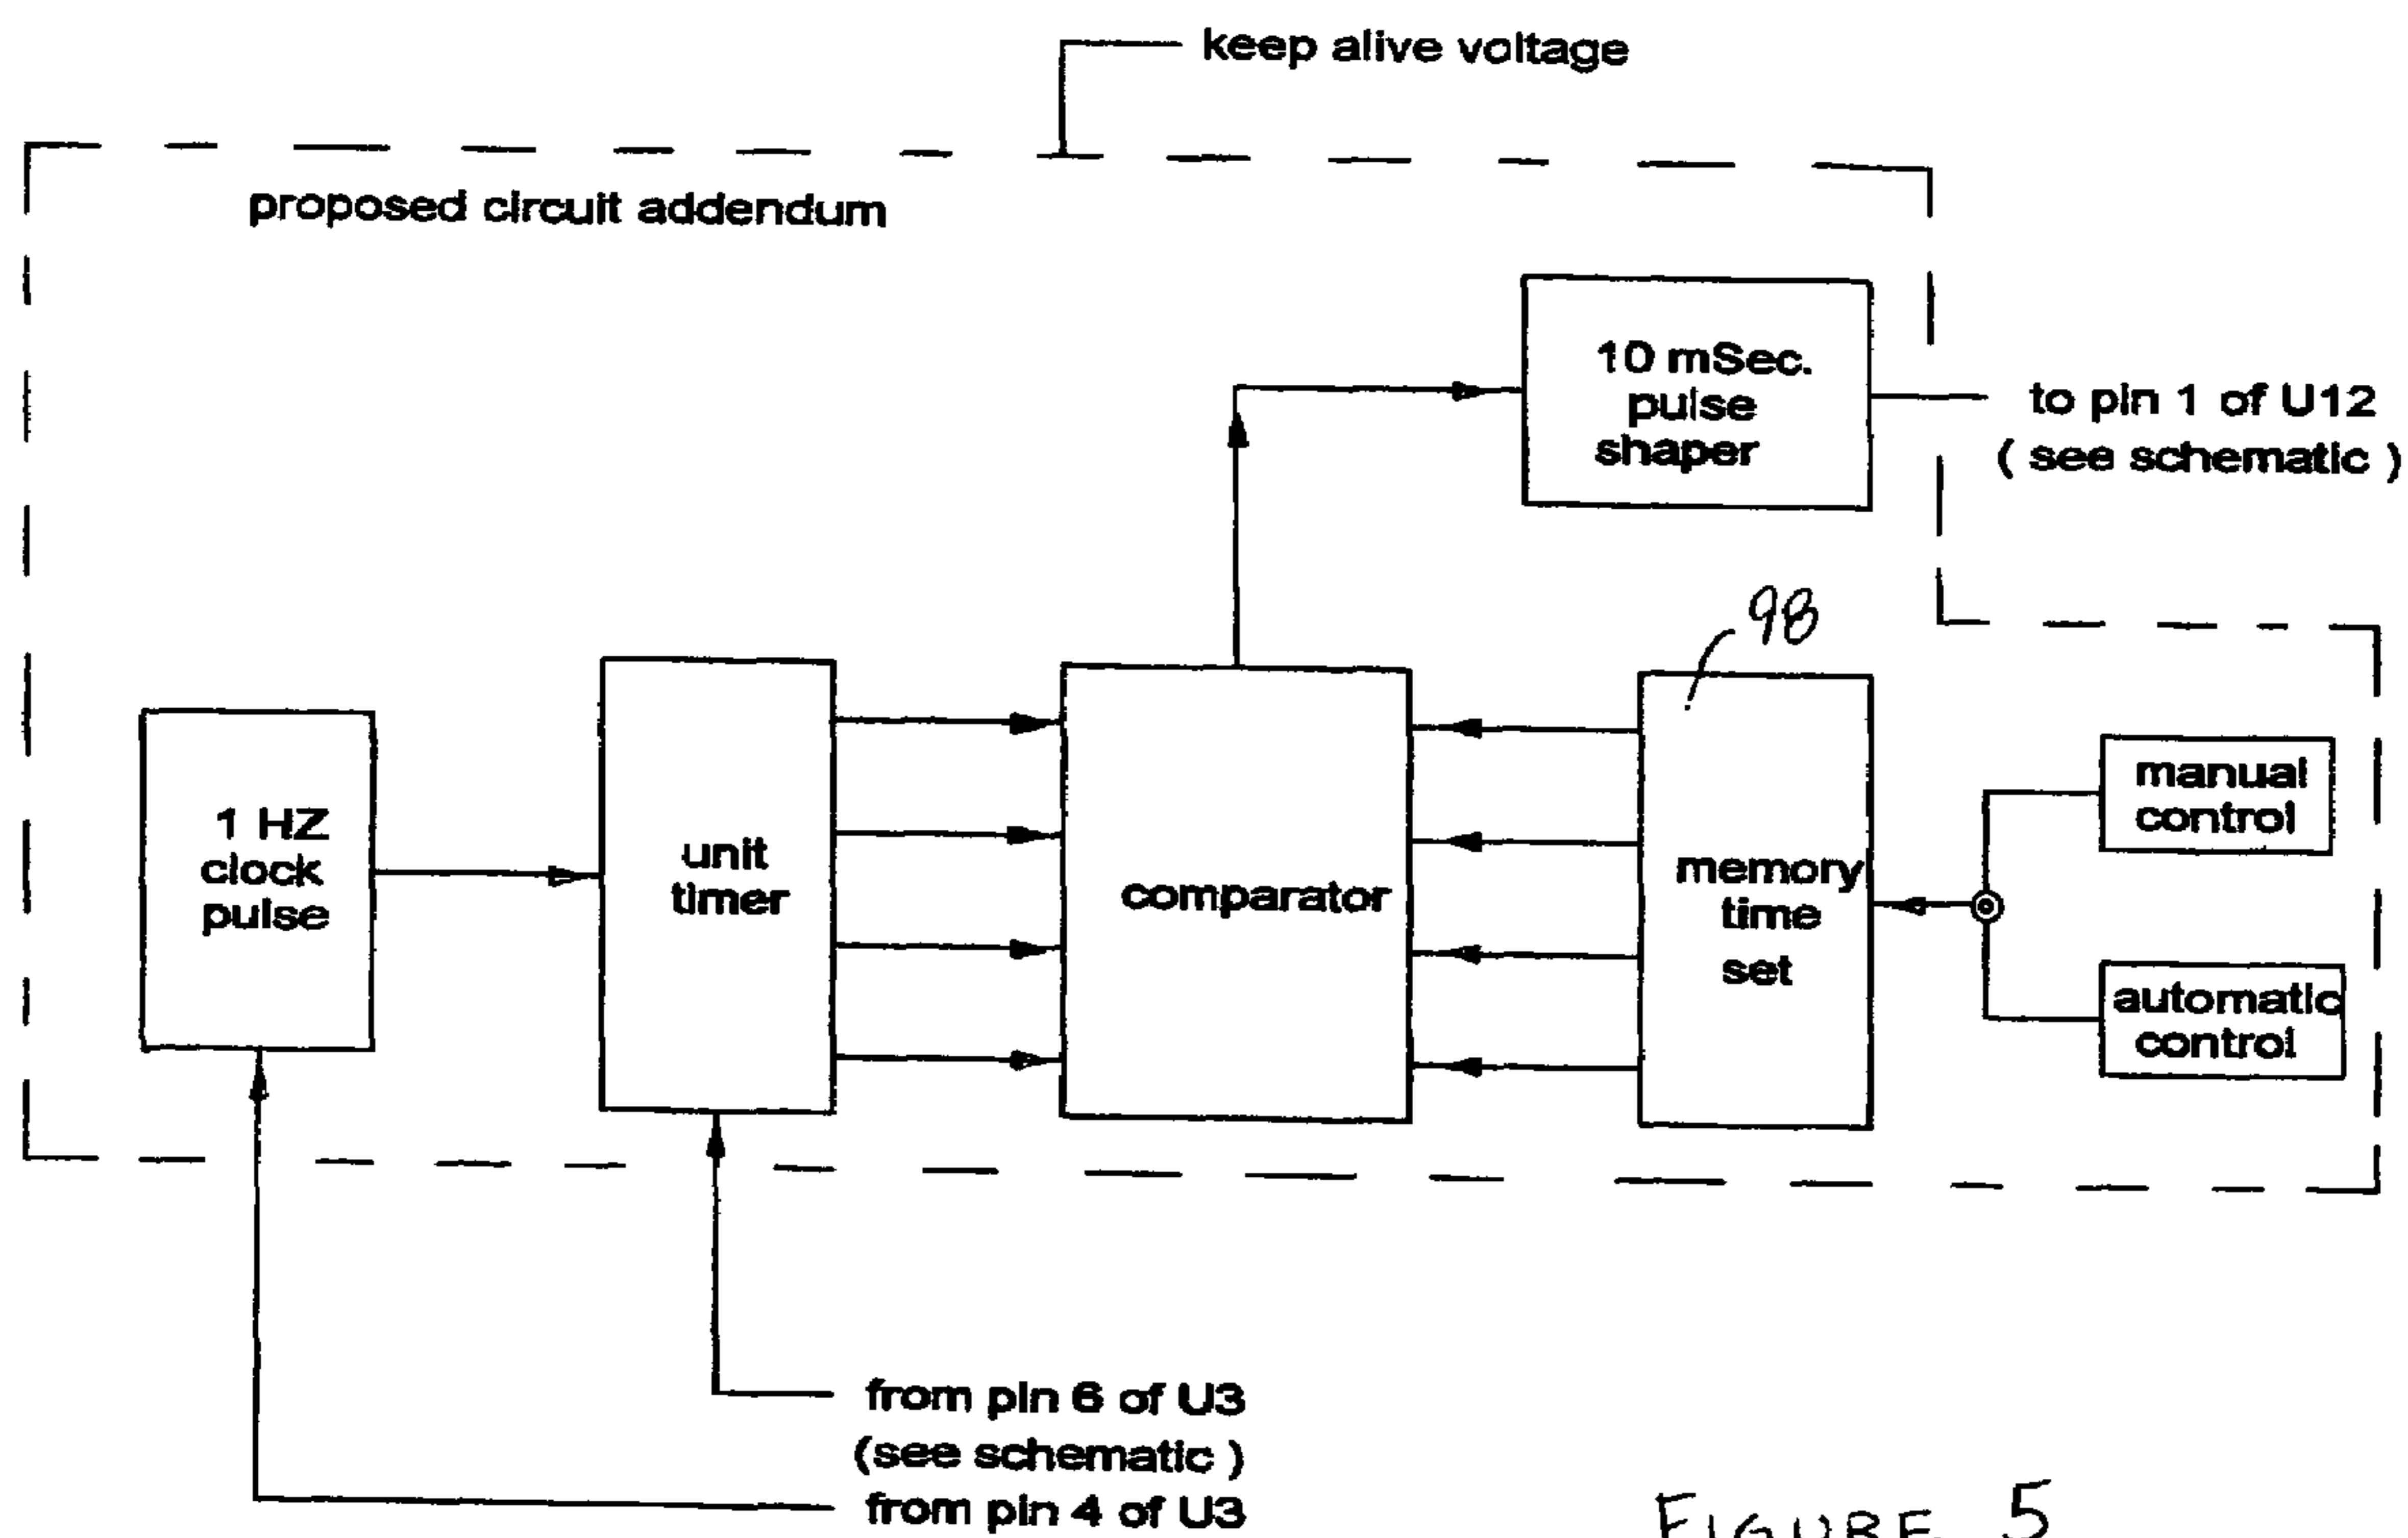 keep alive voltage
proposed circuit addendum
10 mSec.
pulse
shaper
to pin 1 of U12
( see schematic )
98
1 HZ
clock
pulse
unit
timer
comparator
memory
time
set
manual
control
automatic
control
from pin 6 of U3
(see schematic )
from pin 4 of U3
FIGURE 5